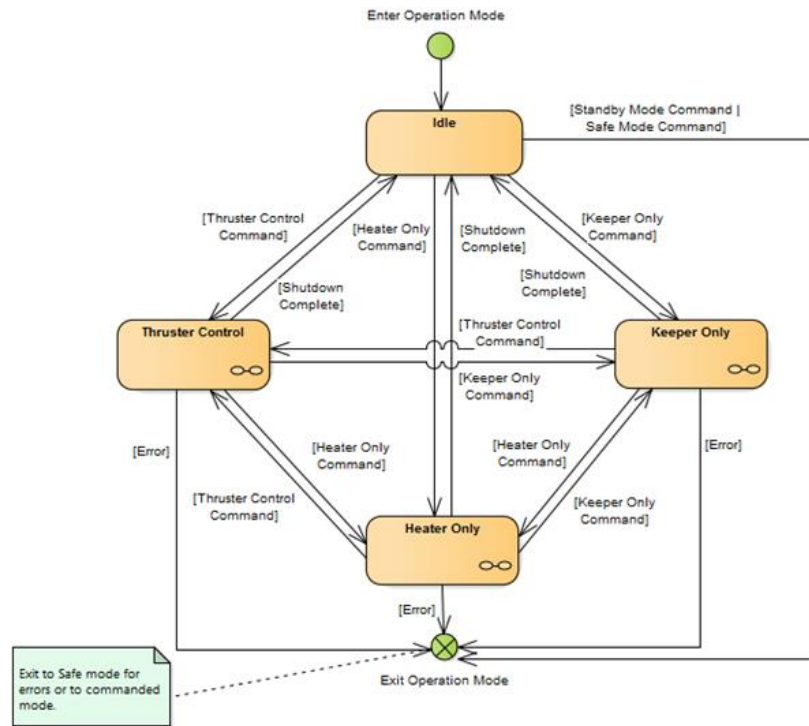 Enter Operation Mode
Idle
[Standby Mode Command |
Safe Mode Command]
[Thruster Control
Command]
[Heater Only
Command]
[Shutdown
Complete]
[Keeper Only
Command]
[Shutdown
Complete]
[Shutdown
Complete]
Thruster Control
[Thruster Control
Command]
Keeper Only
[Keeper Only
Command]
[Error]
[Heater Only
Command]
[Heater Only
Command]
[Error]
[Thruster Control
Command]
[Keeper Only
Command]
Heater Only
[Error]
Exit to Safe mode for
errors or to commanded
mode.
Exit Operation Mode